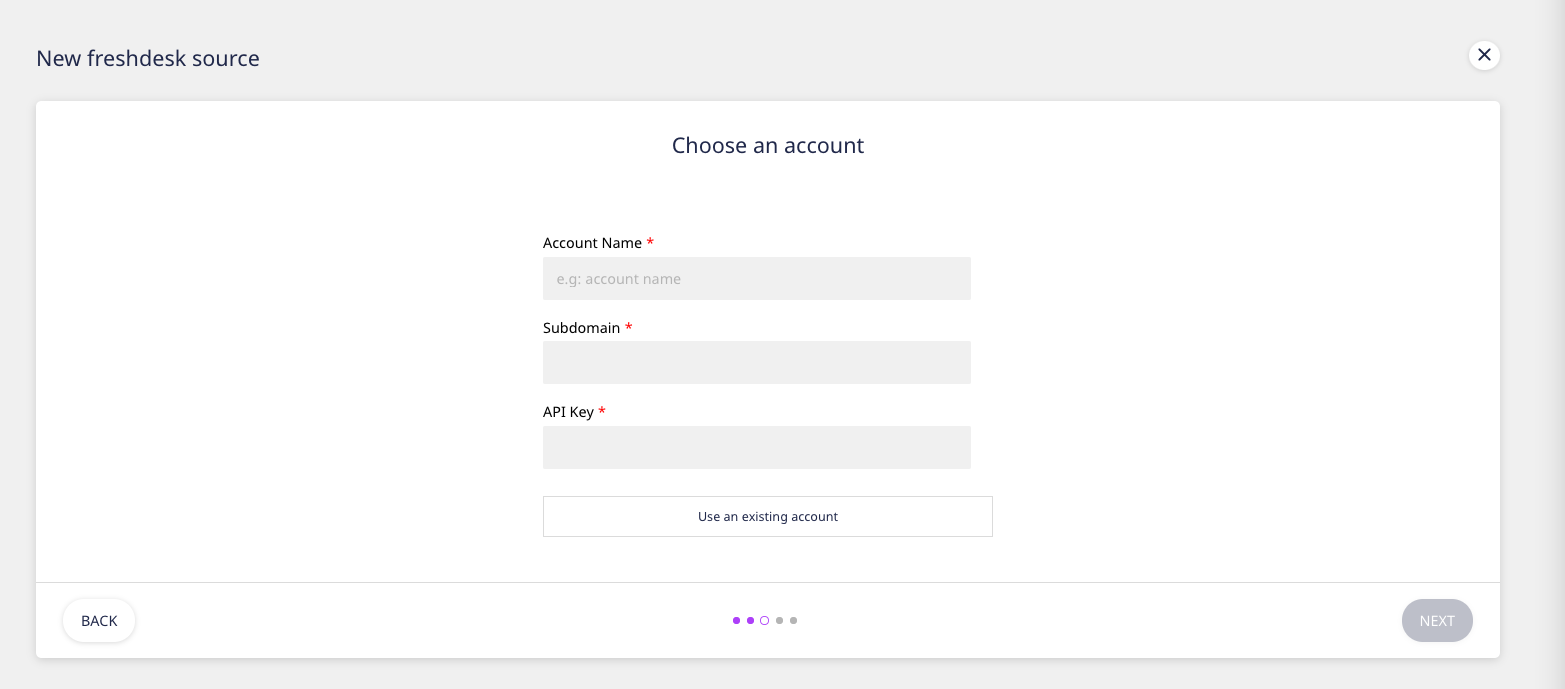 New freshdesk source
Choose an account
Account Name *
e.g: account name
Subdomain *
API Key *
Use an existing account
BACK
NEXT